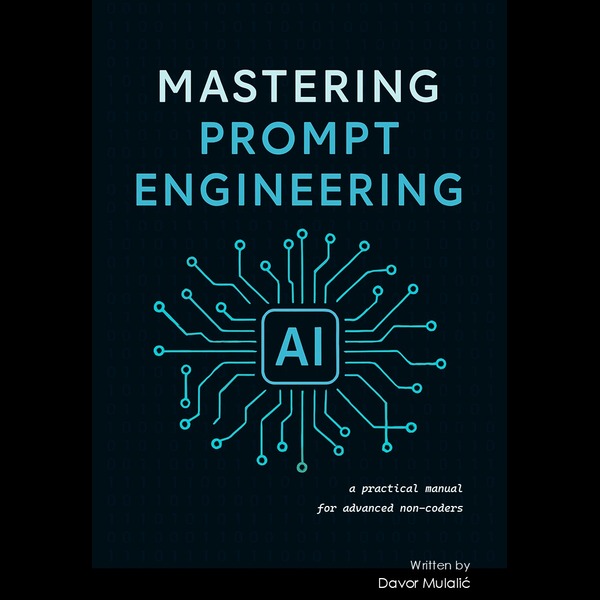 MASTERING
PROMPT
ENGINEERING
AI
a practical manual
for advanced non-coders
Written by
Davor Mulalić